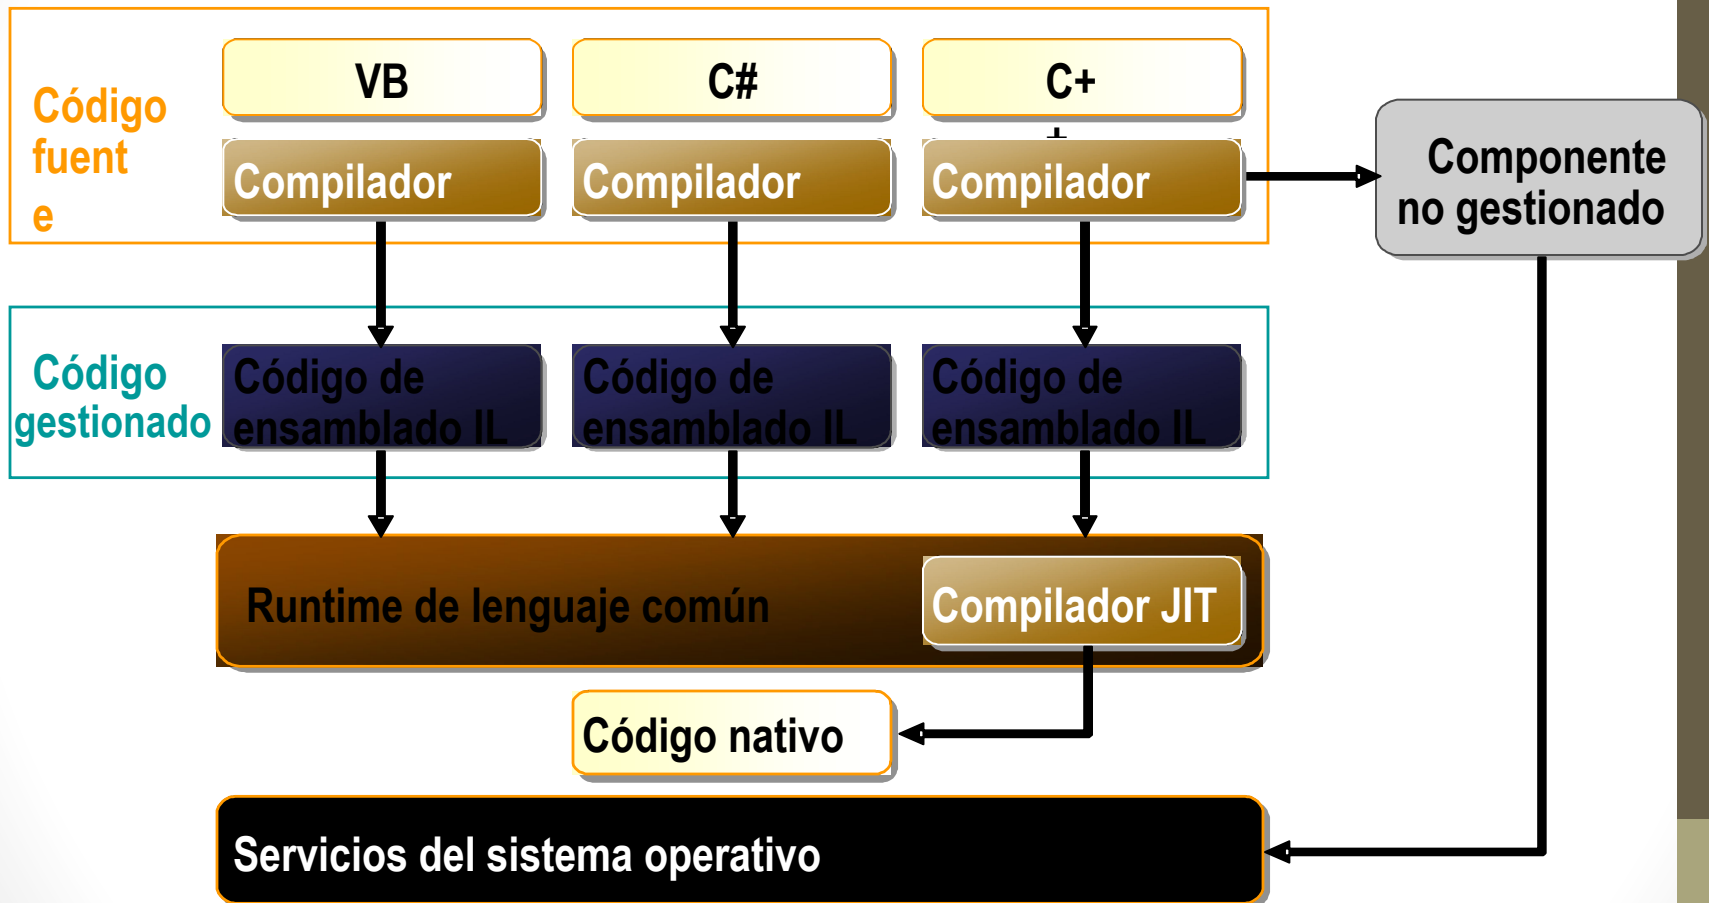 VB
C#
C+
+
Código
fuent
e
Compilador
Compilador
Compilador
Componente
no gestionado
Código
gestionado
Código de
ensamblado IL
Código de
ensamblado IL
Código de
ensamblado IL
Runtime de lenguaje común
Compilador JIT
Código nativo
Servicios del sistema operativo